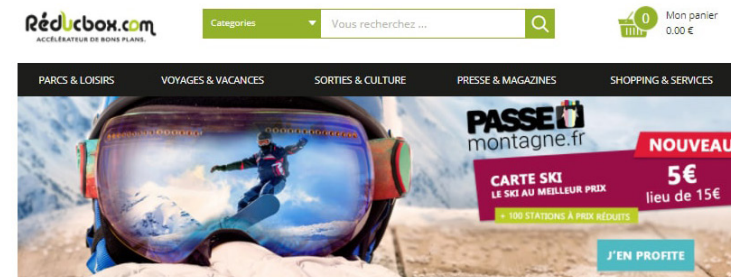 Réducbox.com
ACCÉLÉRATEUR DE BONS PLANS.
Categories
Vous recherchez ...
0
Mon panier
0.00 €
PARCS & LOISIRS
VOYAGES & VACANCES
SORTIES & CULTURE
PRESSE & MAGAZINES
SHOPPING & SERVICES
PASSE
montagne.fr
NOUVEAU
CARTE SKI
LE SKI AU MEILLEUR PRIX
5€
lieu de 15€
+ 100 STATIONS À PRIX RÉDUITS
J'EN PROFITE